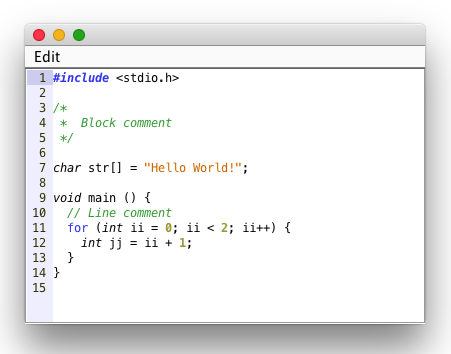 Edit
1 #include <stdio.h>
2
3 /*
4  *  Block comment
5  */
6
7 char str[] = "Hello World!";
8
9 void main () {
10   // Line comment
11   for (int ii = 0; ii < 2; ii++) {
12     int jj = ii + 1;
13   }
14 }
15